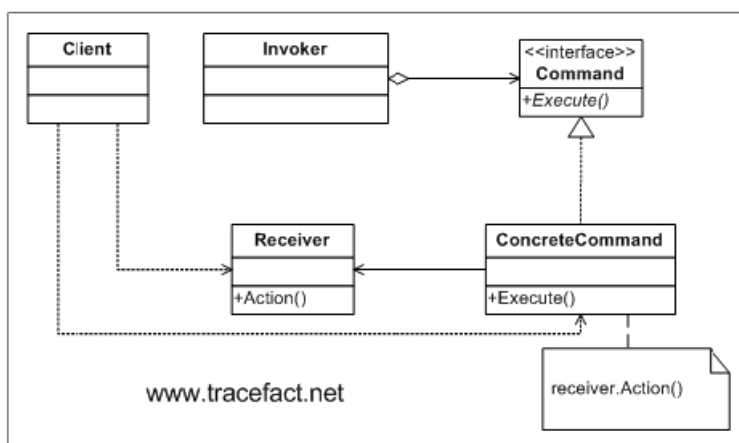 Client
Invoker
<<interface>>
Command
+Execute()
Receiver
+Action()
ConcreteCommand
+Execute()
receiver.Action()
www.tracefact.net